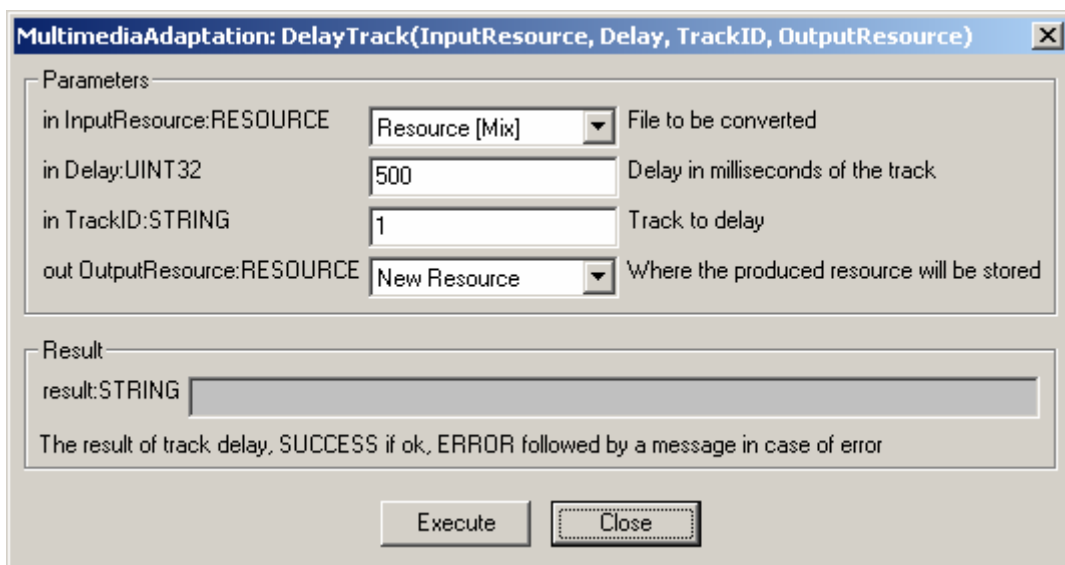 MultimediaAdaptation: DelayTrack(InputResource, Delay, TrackID, OutputResource)
Parameters
in InputResource:RESOURCE Resource [Mix] File to be converted
in Delay:UINT32 500 Delay in milliseconds of the track
in TrackID:STRING 1 Track to delay
out OutputResource:RESOURCE New Resource Where the produced resource will be stored
Result
result:STRING
The result of track delay, SUCCESS if ok, ERROR followed by a message in case of error
Execute Close